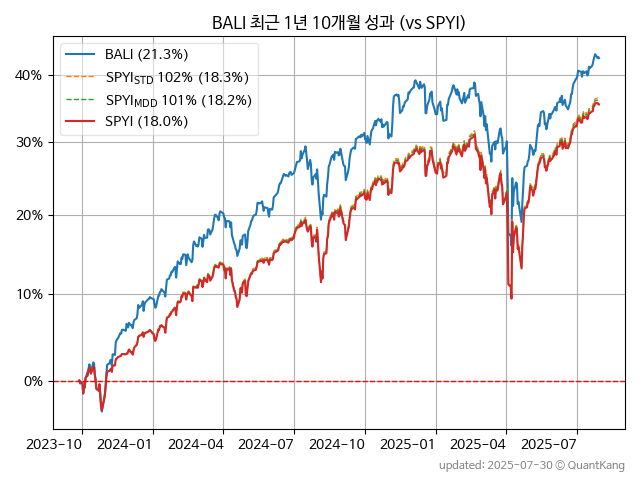 BALI 최근 1년 10개월 성과 (vs SPYI)
BALI (21.3%)
SPYI_STD 102% (18.3%)
SPYI_MDD 101% (18.2%)
SPYI (18.0%)
40%
30%
20%
10%
0%
2023-10 2024-01 2024-04 2024-07 2024-10 2025-01 2025-04 2025-07
updated: 2025-07-30 © QuantKang